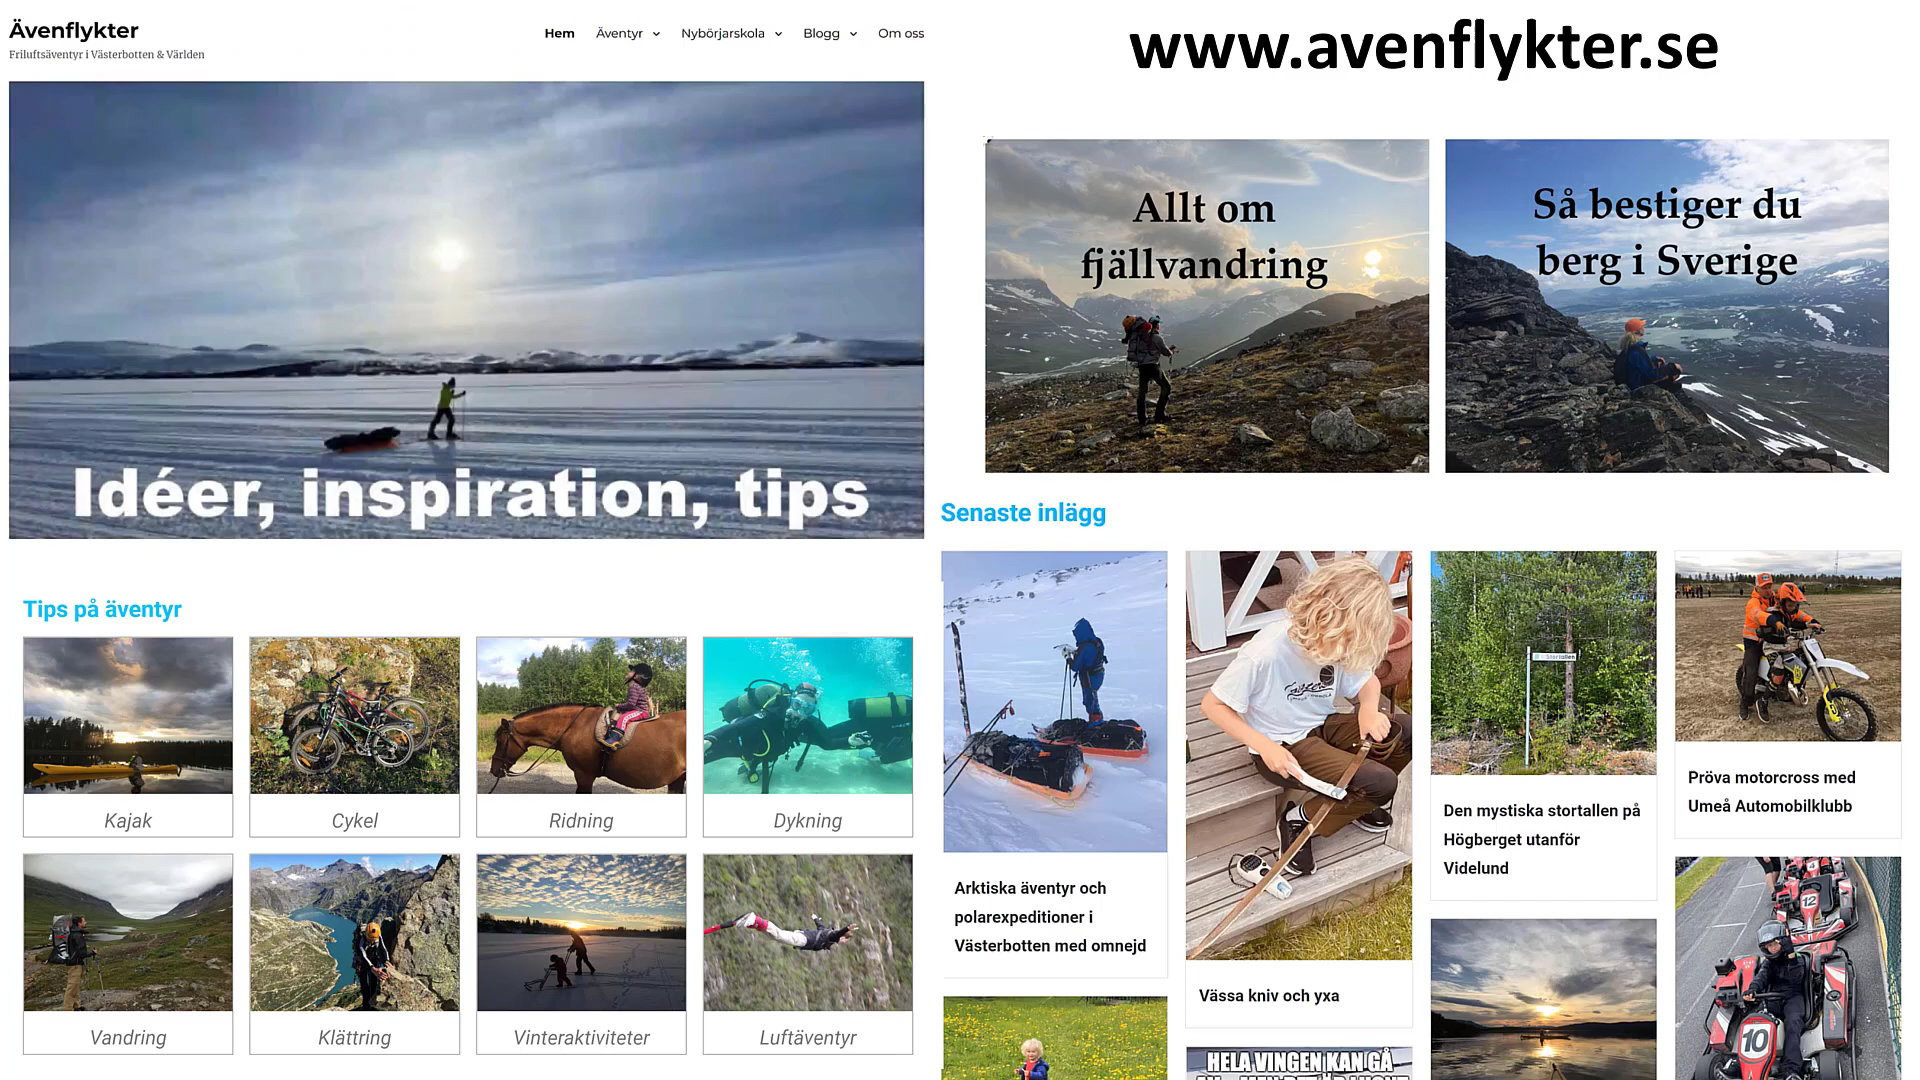 Ävenflykter
Friluftsäventyr i Västerbotten & Världen
Hem Äventyr Nybörjarskola Blogg Om oss
Idéer, inspiration, tips
Tips på äventyr
Kajak
Cykel
Ridning
Dykning
Vandring
Klättring
Vinteraktiviteter
Luftäventyr
www.avenflykter.se
Allt om
fjällvandring
Så bestiger du
berg i Sverige
Senaste inlägg
Arktiska äventyr och
polarexpeditioner i
Västerbotten med omnejd
Vässa kniv och yxa
HELA VINGEN KAN GÅ
Stortallen
Den mystiska stortallen på
Högberget utanför
Videlund
Pröva motorcross med
Umeå Automobilklubb
12
10